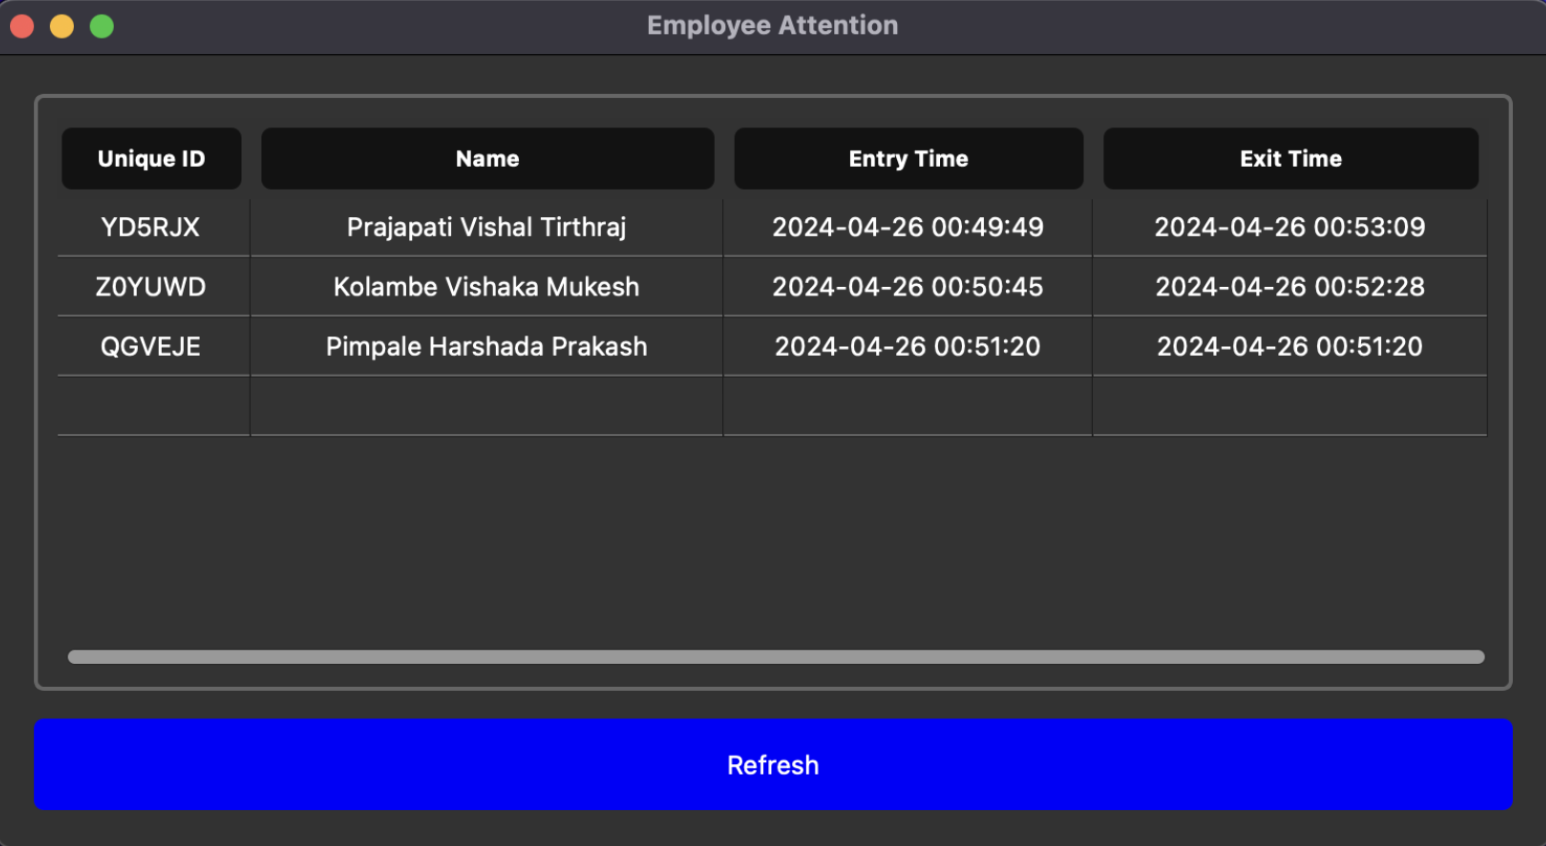 Employee Attention
Unique ID Name Entry Time Exit Time
YD5RJX Prajapati Vishal Tirthraj 2024-04-26 00:49:49 2024-04-26 00:53:09
Z0YUWD Kolambe Vishaka Mukesh 2024-04-26 00:50:45 2024-04-26 00:52:28
QGVEJE Pimpale Harshada Prakash 2024-04-26 00:51:20 2024-04-26 00:51:20
Refresh